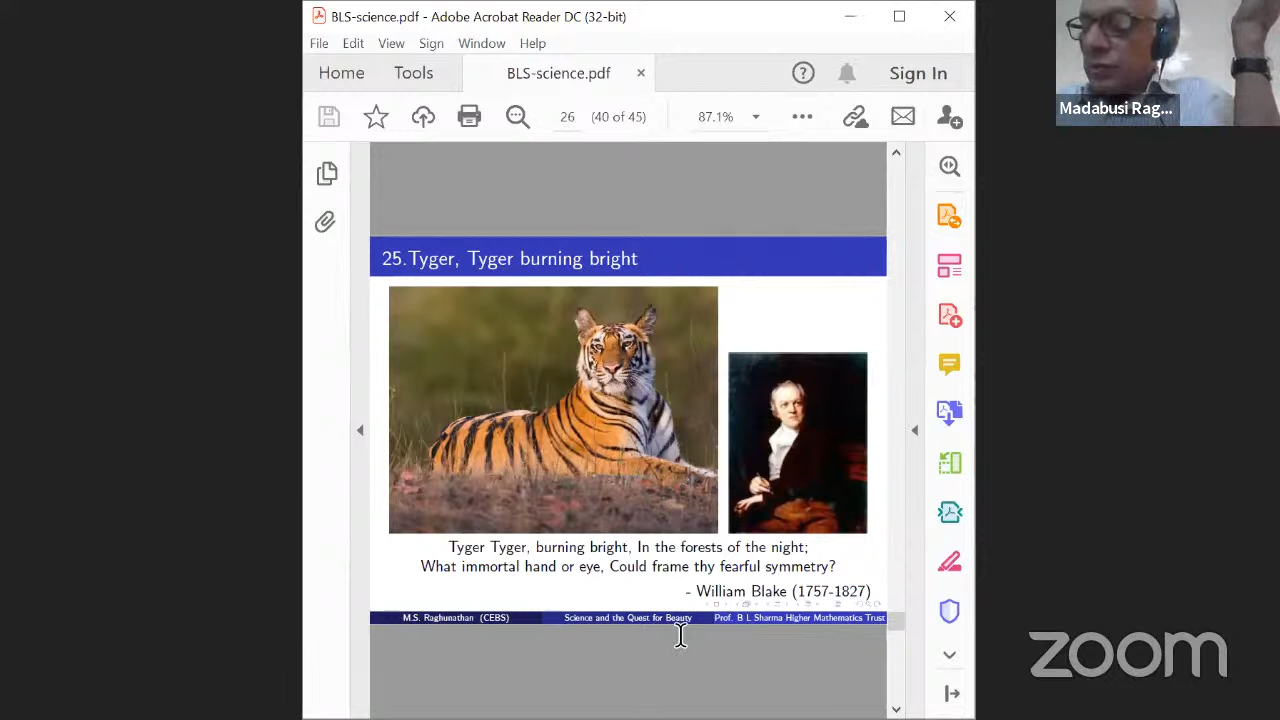 BLS-science.pdf - Adobe Acrobat Reader DC (32-bit)
File Edit View Sign Window Help
Home Tools BLS-science.pdf × Sign In
26 (40 of 45) 87.1%
Madabusi Rag...
25.Tyger, Tyger burning bright
Tyger Tyger, burning bright, In the forests of the night;
What immortal hand or eye, Could frame thy fearful symmetry?
- William Blake (1757-1827)
M.S. Raghunathan (CEBS) Science and the Quest for Beauty Prof. B L Sharma Higher Mathematics Trust
zoom